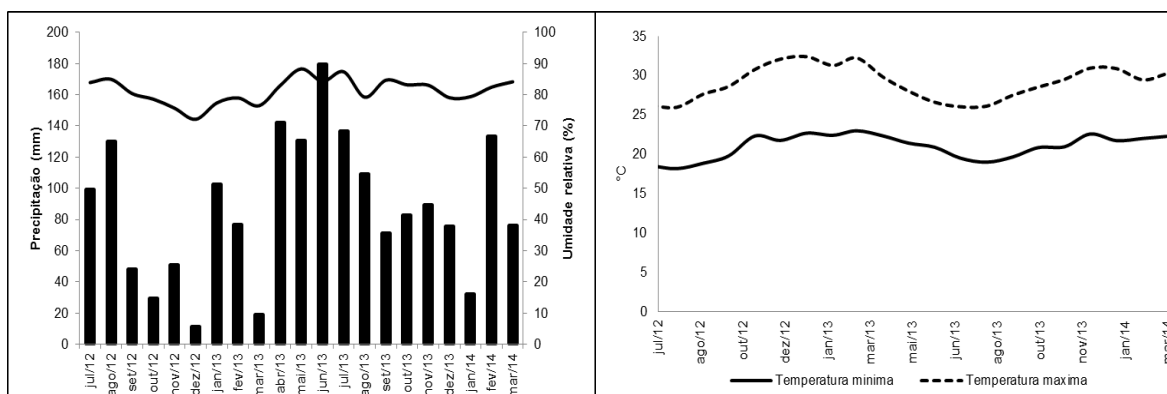 200
180
160
140
120
100
80
60
40
20
0
Precipitação (mm)
100
90
80
70
60
50
40
30
20
10
0
Umidade relativa (%)
jul/12
ago/12
set/12
out/12
nov/12
dez/12
jan/13
fev/13
mar/13
abr/13
mai/13
jun/13
jul/13
ago/13
set/13
out/13
nov/13
dez/13
jan/14
fev/14
mar/14
35
30
25
20
15
10
5
0
°C
jul/12
ago/12
out/12
dez/12
jan/13
mar/13
mai/13
jun/13
ago/13
out/13
nov/13
jan/14
mar/14
Temperatura minima
Temperatura maxima